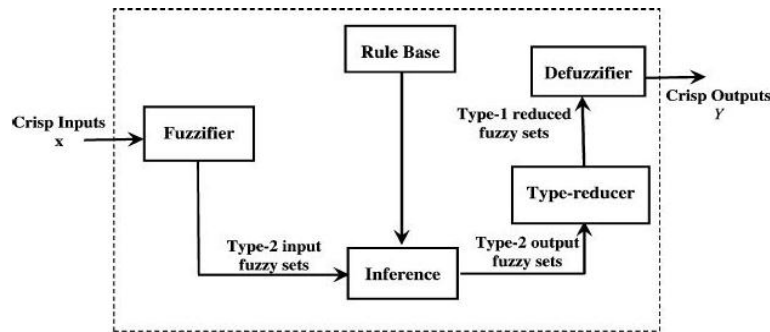 Rule Base
Defuzzifier
Crisp Outputs
Y
Type-1 reduced
fuzzy sets
Crisp Inputs
x
Fuzzifier
Type-reducer
Type-2 input
fuzzy sets
Inference
Type-2 output
fuzzy sets